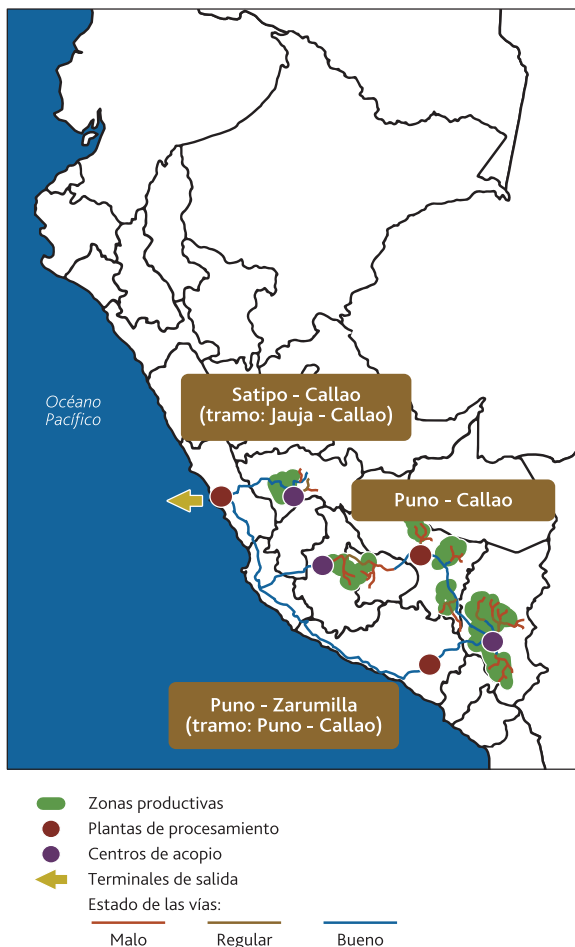 Océano
Pacífico
Satipo - Callao
(tramo: Jauja - Callao)
Puno - Callao
Puno - Zarumilla
(tramo: Puno - Callao)
Zonas productivas
Plantas de procesamiento
Centros de acopio
Terminales de salida
Estado de las vías:
Malo
Regular
Bueno